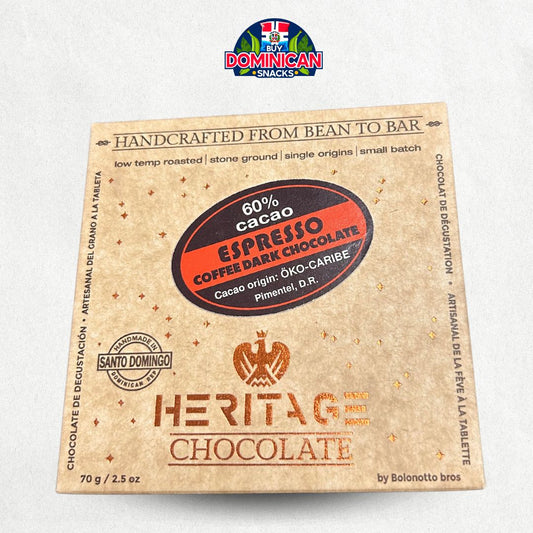 BUY
DOMINICAN
SNACKS
HANDCRAFTED FROM BEAN TO BAR
low temp roasted | stone ground | single origins | small batch
60%
cacao
ESPRESSO
COFFEE DARK CHOCOLATE
Cacao origin: ÖKO-CARIBE
Pimentel, D.R.
CHOCOLATE DE DEGUSTACIÓN • ARTESANAL DEL GRANO A LA TABLETA
CHOCOLAT DE DÉGUSTATION • ARTISANAL DE LA FÈVE À LA TABLETTE
HANDMADE IN
SANTO DOMINGO
DOMINICAN REP.
HERITAGE
CHOCOLATE
70 g / 2.5 oz
by Bolonotto bros